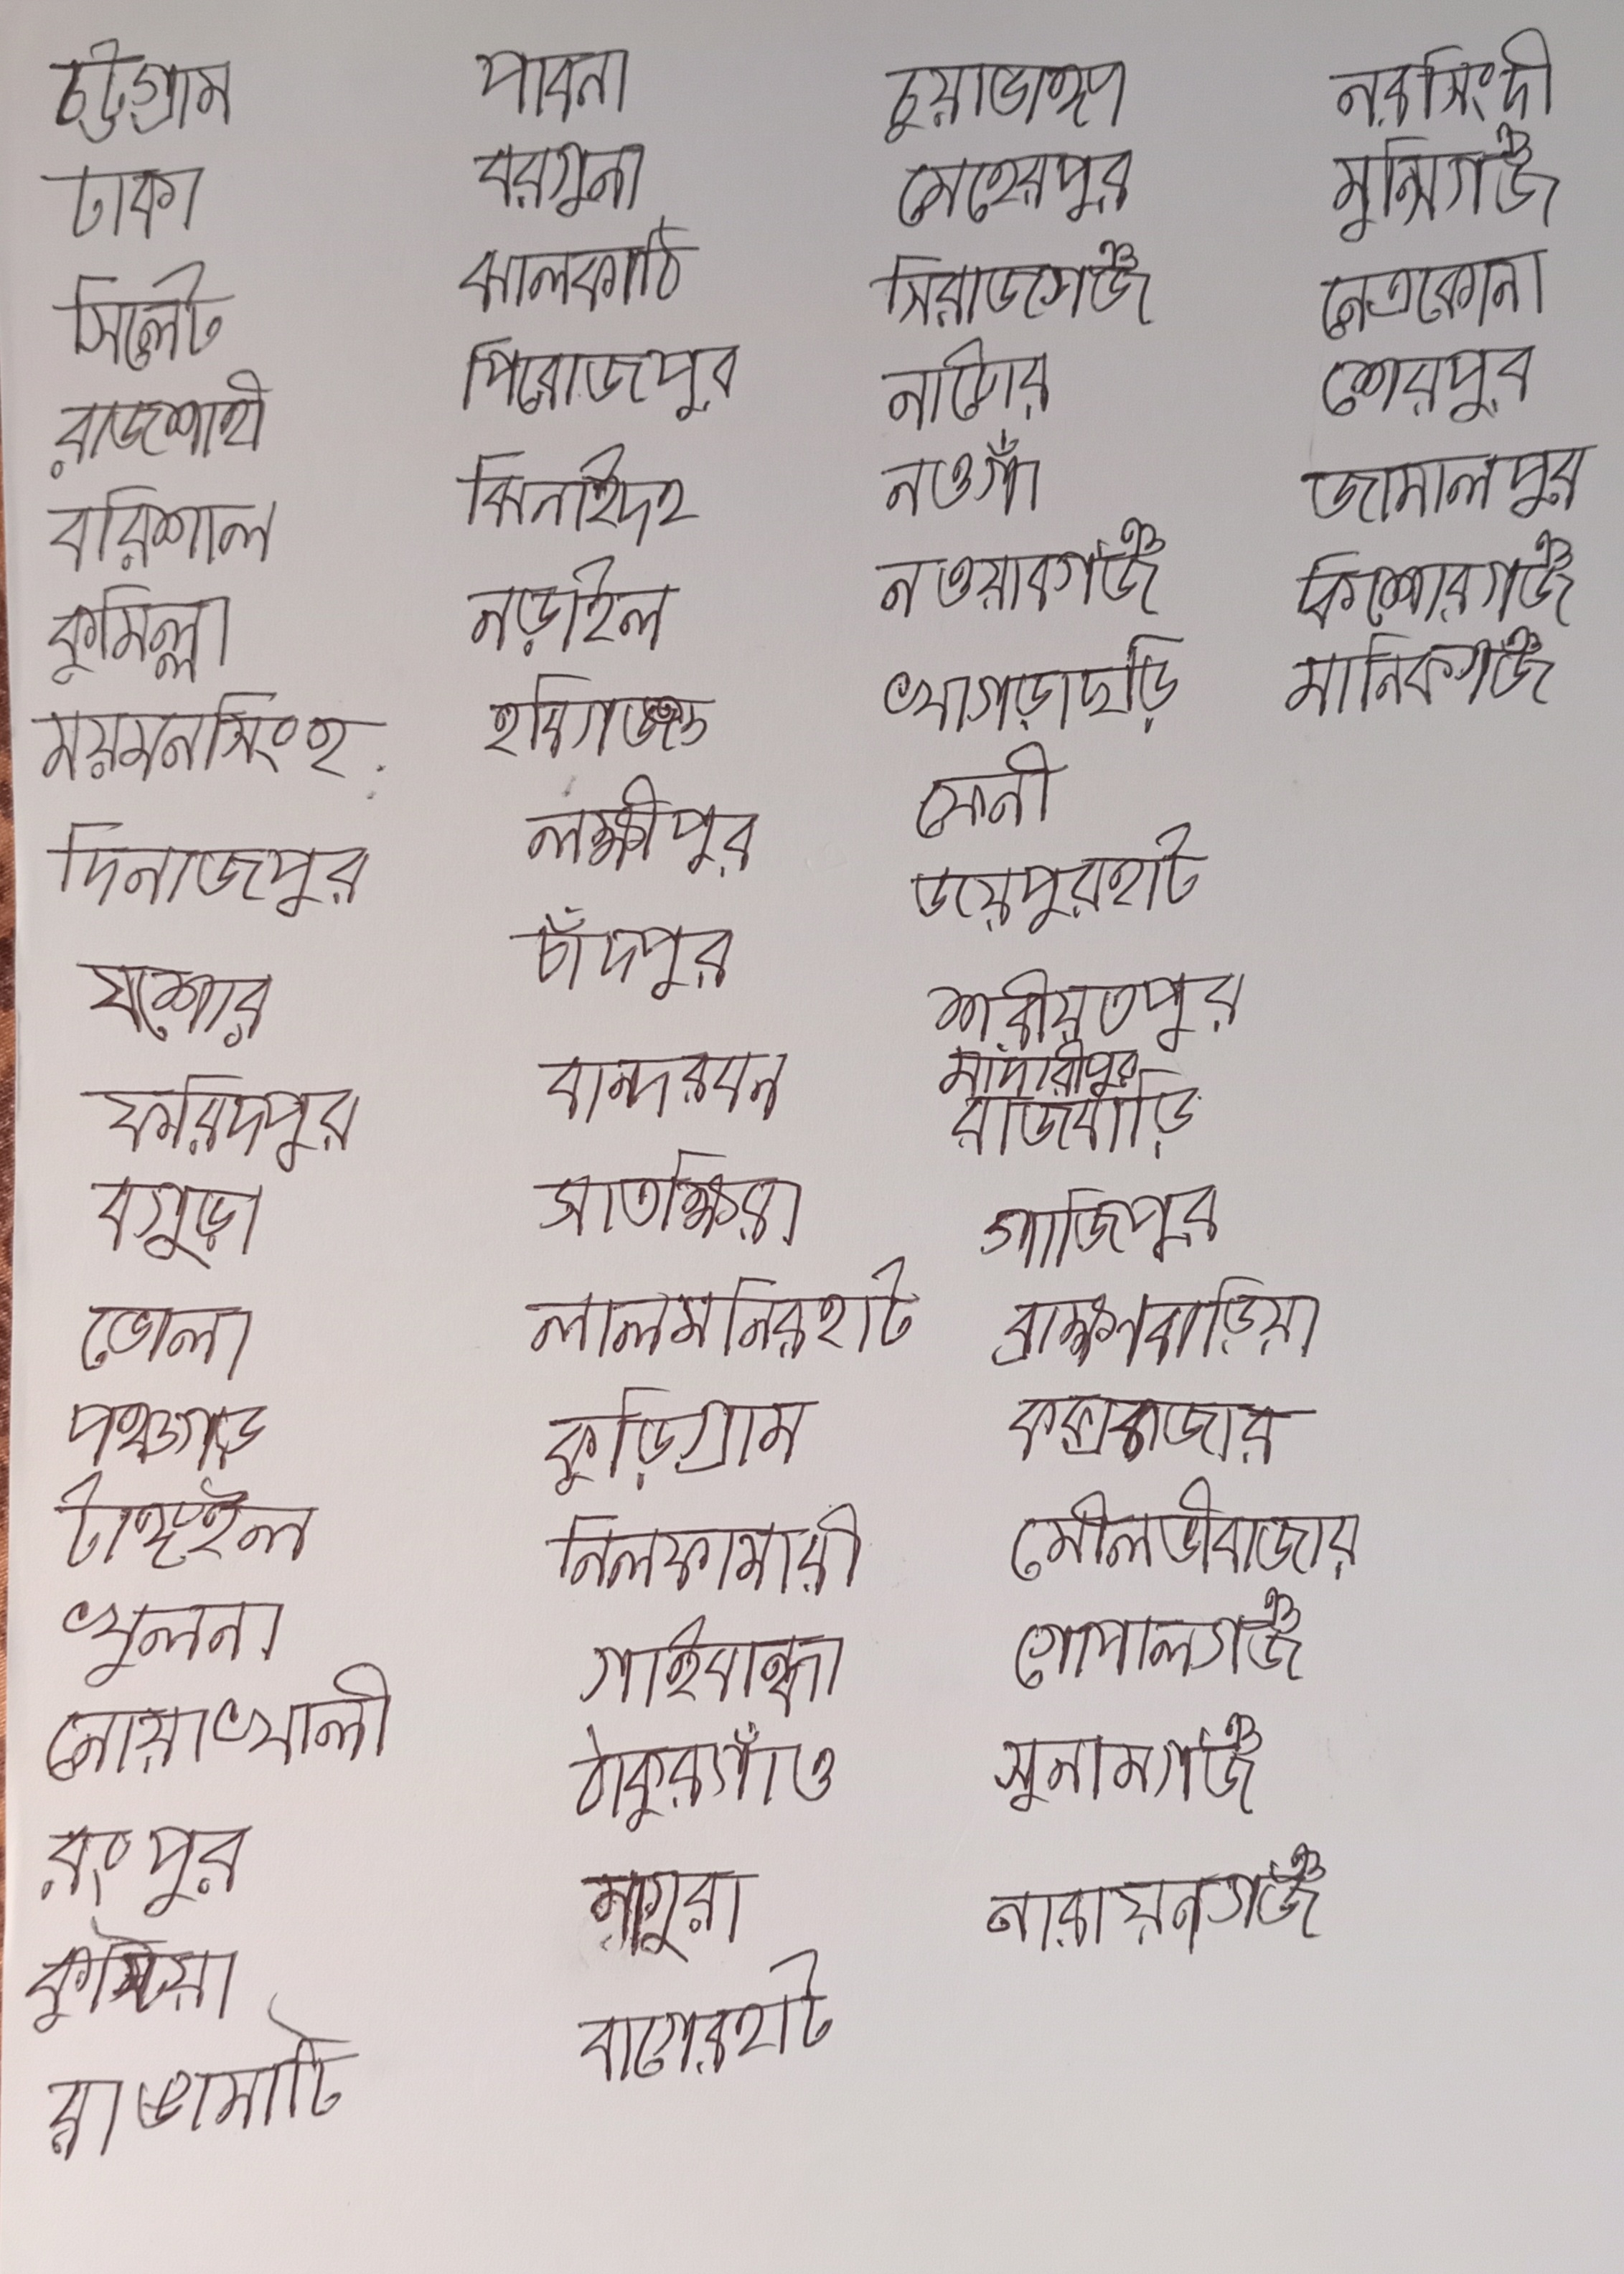 চট্টগ্রাম
ঢাকা
সিলেট
রাজশাহী
বরিশাল
কুমিল্লা
ময়মনসিংহ
দিনাজপুর
যশোর
ফরিদপুর
বগুড়া
ভোলা
পঞ্চগড়
টাঙ্গাইল
খুলনা
নোয়াখালী
রংপুর
কুষ্টিয়া
রাঙামাটি
পাবনা
বরগুনা
ঝালকাঠি
পিরোজপুর
ঝিনাইদহ
নড়াইল
হবিগঞ্জ
লক্ষীপুর
চাঁদপুর
বান্দরবন
সাতক্ষিরা
লালমনিরহাট
কুড়িগ্রাম
নিলফামারী
গাইবান্ধা
ঠাকুরগাঁও
মাগুরা
বাগেরহাট
চুয়াডাঙ্গা
মেহেরপুর
সিরাজগঞ্জ
নাটোর
নওগাঁ
নওয়াবগঞ্জ
খাগড়াছড়ি
ফেনী
জয়পুরহাট
শরীয়তপুর
মাদারীপুর
রাজবাড়ি
গাজিপুর
ব্রাহ্মণবাড়িয়া
কক্সবাজার
মৌলভীবাজার
গোপালগঞ্জ
সুনামগঞ্জ
নারায়নগঞ্জ
নরসিংদী
মুন্সিগঞ্জ
নেত্রকোনা
শেরপুর
জামালপুর
কিশোরগঞ্জ
মানিকগঞ্জ